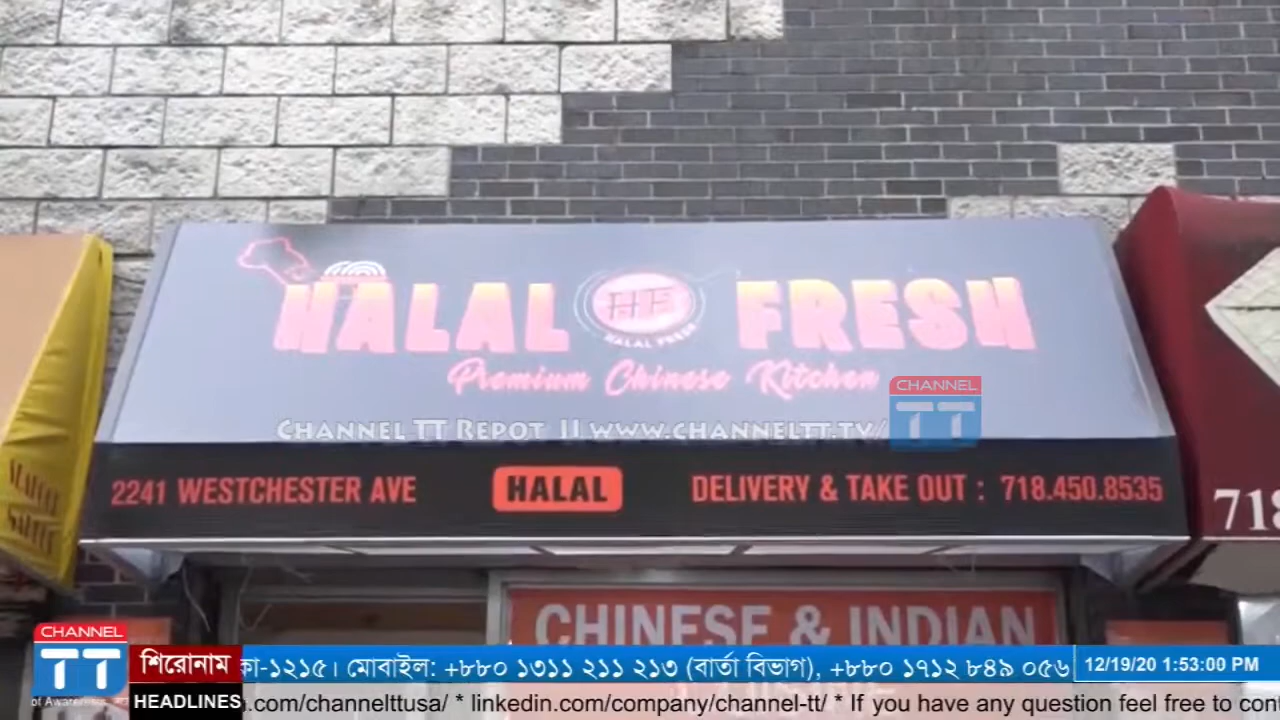 HALAL HF FRESH
HALAL FRESH
Premium Chinese Kitchen
CHANNEL
TT
CHANNEL TT REPOT || WWW.CHANNELTT.TV/
2241 WESTCHESTER AVE HALAL DELIVERY & TAKE OUT : 718.450.8535
718
CHINESE & INDIAN
CHANNEL
TT
শিরোনাম কা-১২১৫। মোবাইল: +৮৮০ ১৩১১ ২১১ ২১৩ (বার্তা বিভাগ), +৮৮০ ১৭১২ ৮৪৯ ০৫৬ 12/19/20 1:53:00 PM
HEADLINES .com/channelttusa/ * linkedin.com/company/channel-tt/ * If you have any question feel free to con